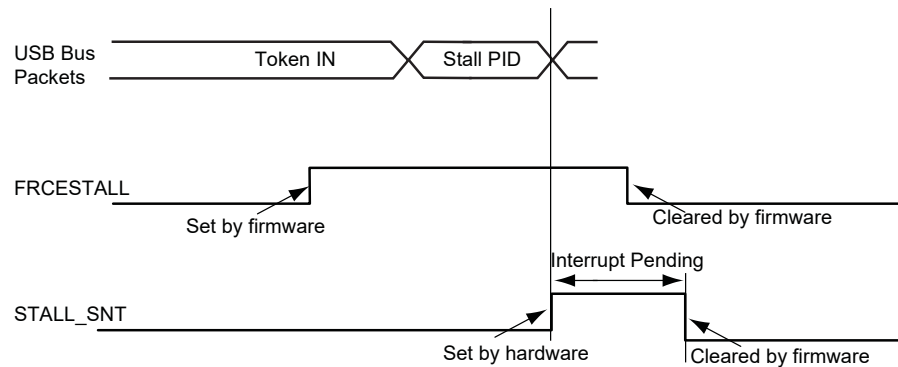 USB Bus
Packets
Token IN
Stall PID
FRCESTALL
Set by firmware
Cleared by firmware
Interrupt Pending
STALL_SNT
Set by hardware
Cleared by firmware